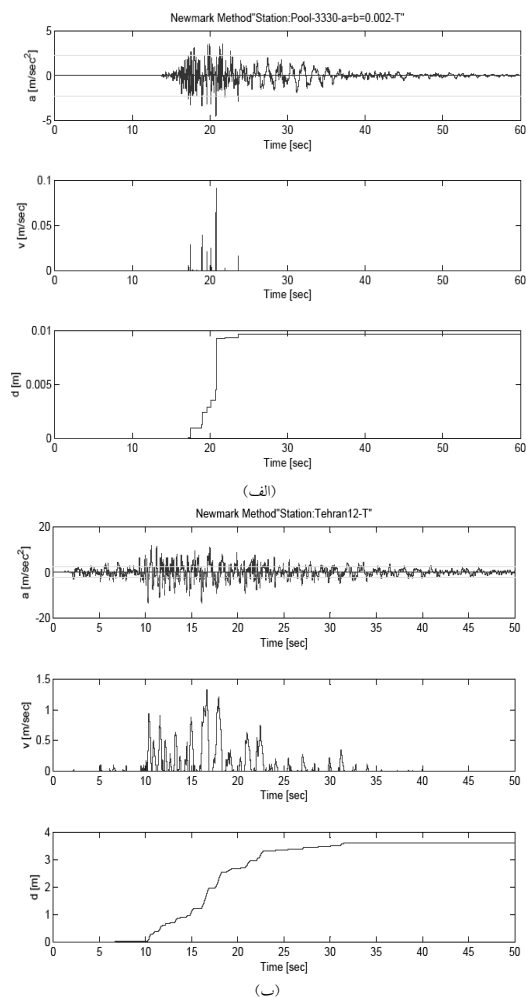 Newmark Method"Station:Pool-3330-a=b=0.002-T"
a [m/sec²]
5
0
-5
0 10 20 30 40 50 60
Time [sec]
v [m/sec]
0.1
0.05
0
0 10 20 30 40 50 60
Time [sec]
d [m]
0.01
0.005
0
0 10 20 30 40 50 60
Time [sec]
(الف)
Newmark Method"Station:Tehran12-T"
a [m/sec²]
20
0
-20
0 5 10 15 20 25 30 35 40 45 50
Time [sec]
v [m/sec]
1.5
1
0.5
0
0 5 10 15 20 25 30 35 40 45 50
Time [sec]
d [m]
4
3
2
1
0
0 5 10 15 20 25 30 35 40 45 50
Time [sec]
(ب)